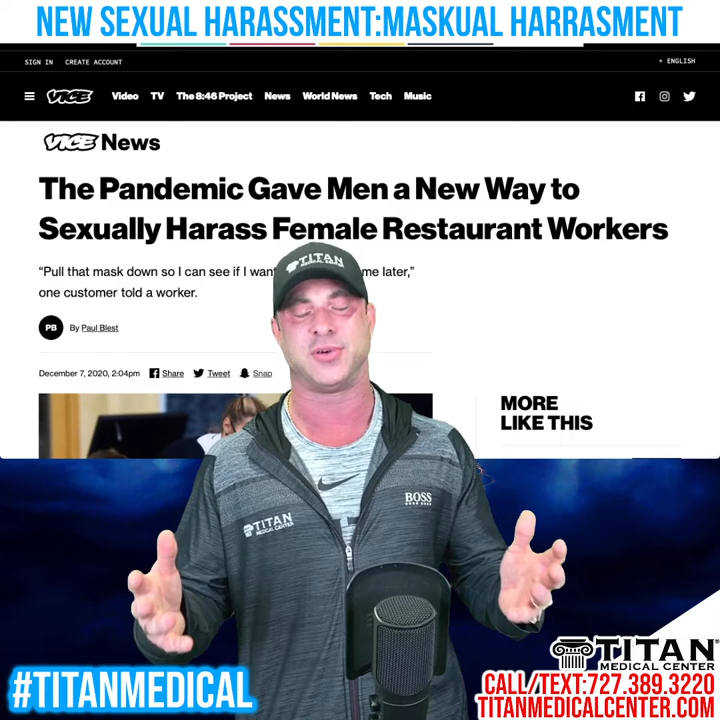 NEW SEXUAL HARASSMENT:MASKUAL HARRASMENT
SIGN IN CREATE ACCOUNT + ENGLISH
VICE Video TV The 8:46 Project News World News Tech Music
VICE News
The Pandemic Gave Men a New Way to
Sexually Harass Female Restaurant Workers
“Pull that mask down so I can see if I want me later,”
one customer told a worker.
PB By Paul Blest
December 7, 2020, 2:04pm Share Tweet Snap
MORE
LIKE THIS
TITAN
MEDICAL CENTER
BOSS
HUGO BOSS
TITAN
MEDICAL CENTER
TITAN®
MEDICAL CENTER
#TITANMEDICAL
CALL/TEXT:727.389.3220
TITANMEDICALCENTER.COM